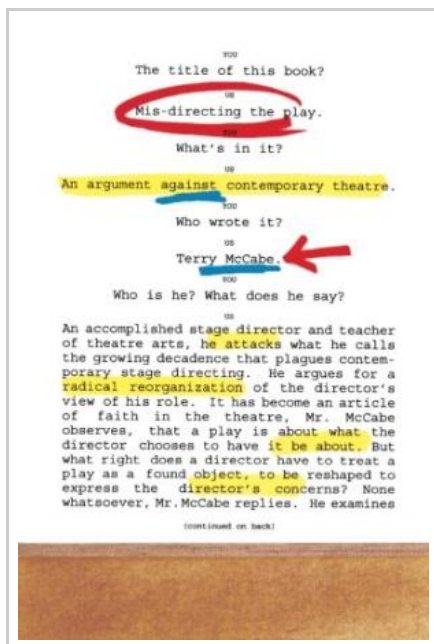 YOU
The title of this book?
US
Mis-directing the play.
YOU
What's in it?
US
An argument against contemporary theatre.
YOU
Who wrote it?
US
Terry McCabe.
YOU
Who is he? What does he say?
US
An accomplished stage director and teacher
of theatre arts, he attacks what he calls
the growing decadence that plagues contem-
porary stage directing. He argues for a
radical reorganization of the director's
view of his role. It has become an article
of faith in the theatre, Mr. McCabe
observes, that a play is about what the
director chooses to have it be about. But
what right does a director have to treat a
play as a found object, to be reshaped to
express the director's concerns? None
whatsoever, Mr. McCabe replies. He examines
(continued on back)